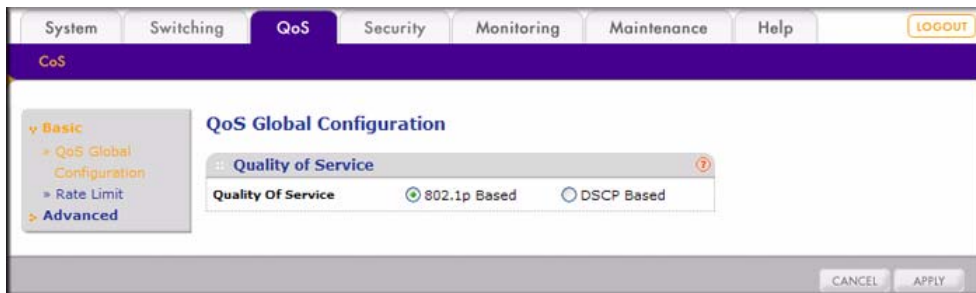 System Switching QoS Security Monitoring Maintenance Help LOGOUT
CoS
Basic
» QoS Global
Configuration
» Rate Limit
Advanced
QoS Global Configuration
Quality of Service ?
Quality Of Service 802.1p Based DSCP Based
CANCEL APPLY